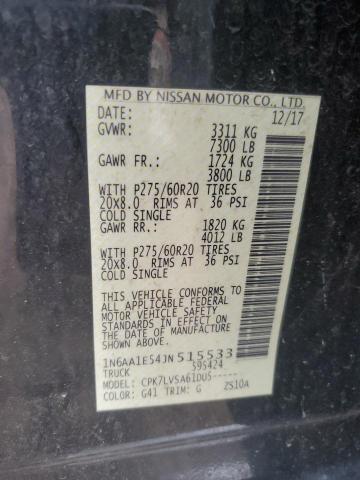 MFD BY NISSAN MOTOR CO., LTD.
DATE: 12/17
GVWR: 3311 KG
7300 LB
GAWR FR.: 1724 KG
3800 LB
WITH P275/60R20 TIRES
20X8.0 RIMS AT 36 PSI
COLD SINGLE
GAWR RR.: 1820 KG
4012 LB
WITH P275/60R20 TIRES
20X8.0 RIMS AT 36 PSI
COLD SINGLE
THIS VEHICLE CONFORMS TO
ALL APPLICABLE FEDERAL
MOTOR VEHICLE SAFETY
STANDARDS IN EFFECT ON THE
DATE OF MANUFACTURE
SHOWN ABOVE.
1N6AA1E54JN515533
TRUCK 595424
MODEL: CPK7LVSA61DU5-----
COLOR: G41 TRIM: G ZS10A